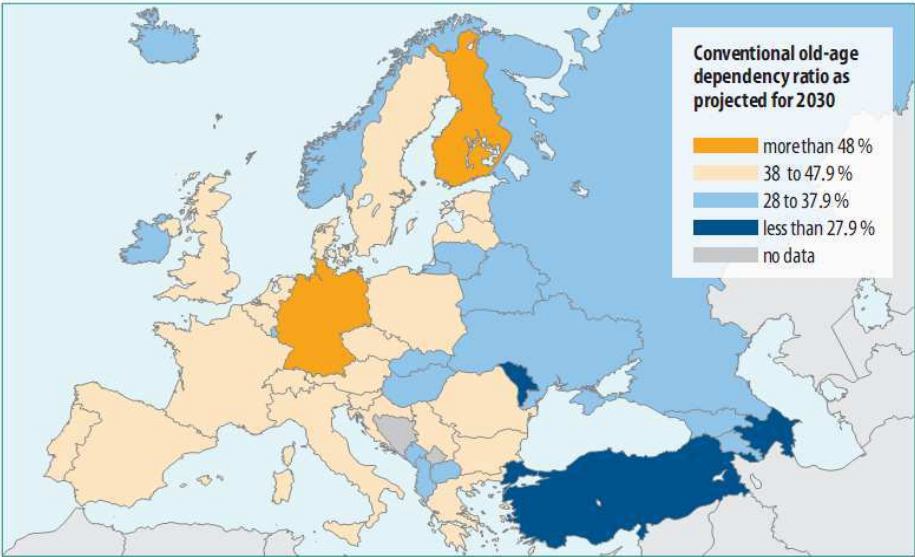 Conventional old-age
dependency ratio as
projected for 2030
more than 48 %
38 to 47.9 %
28 to 37.9 %
less than 27.9 %
no data